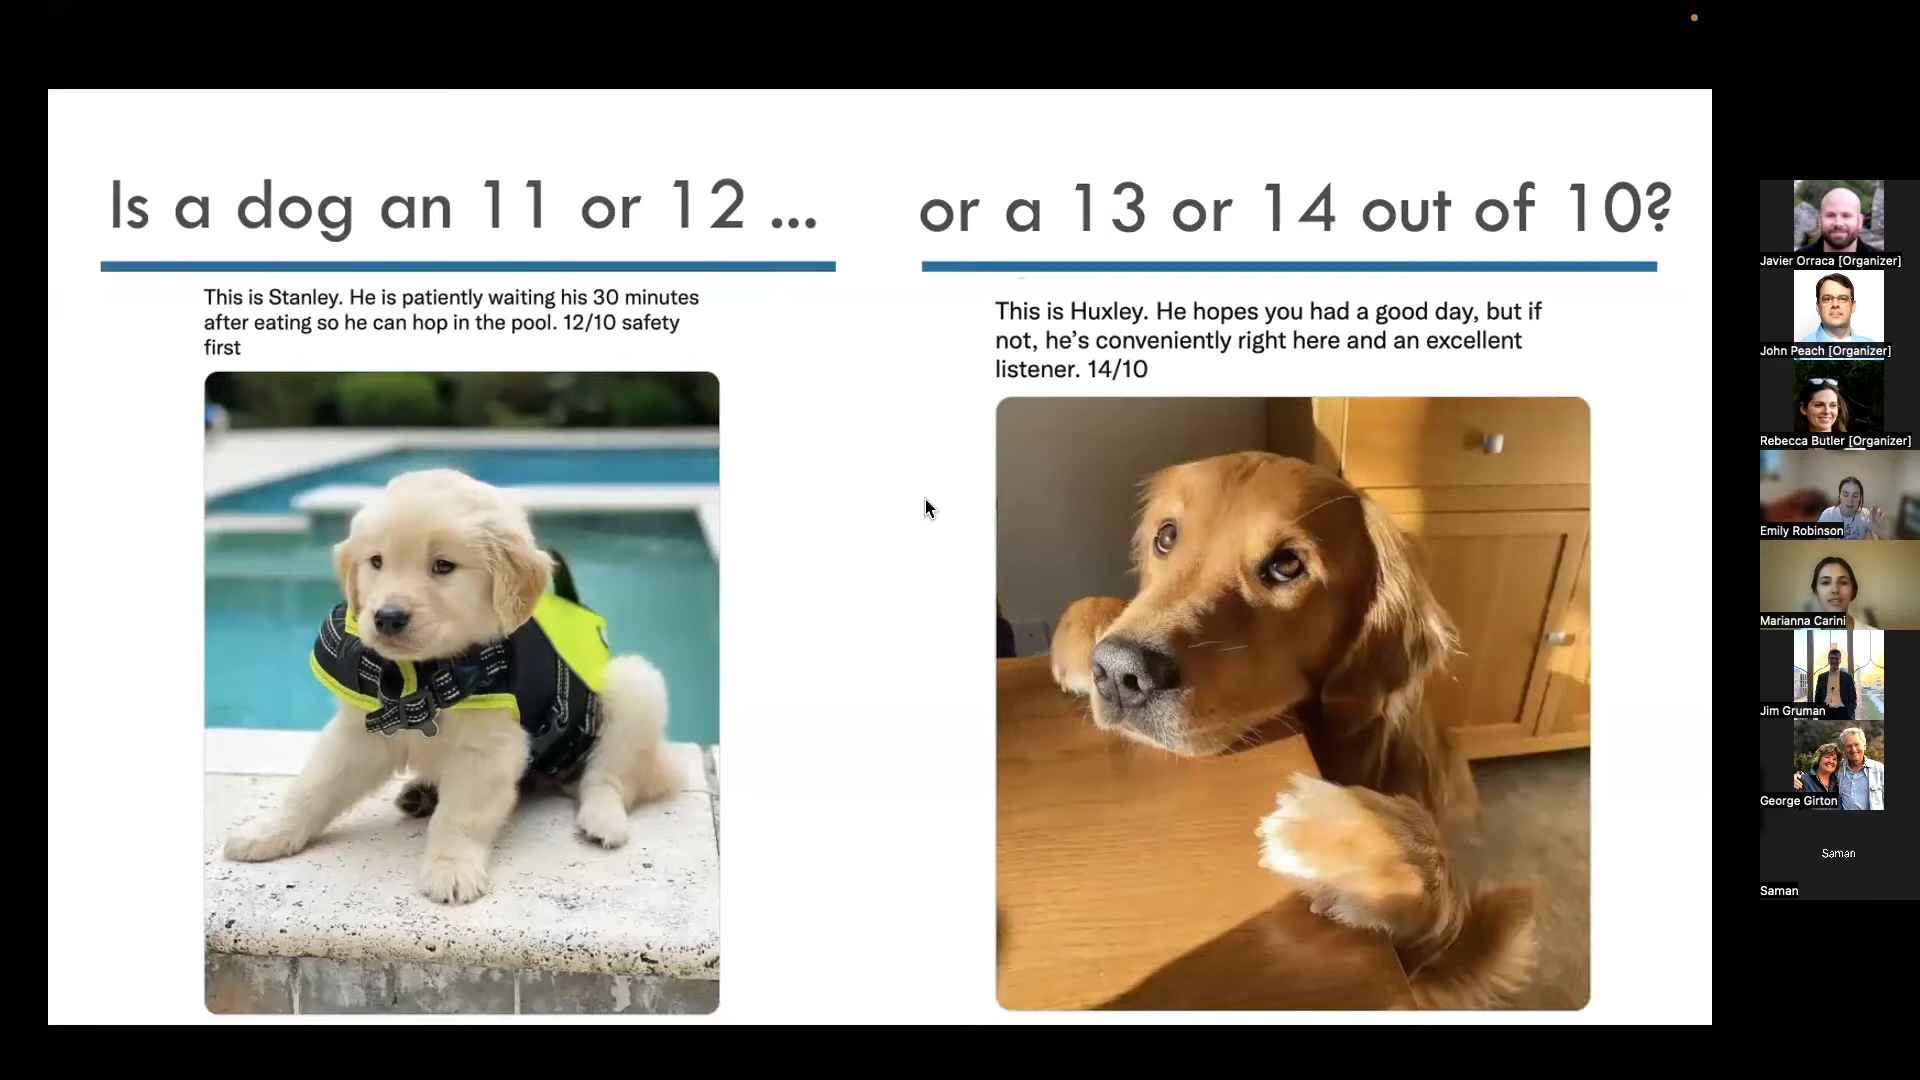 Is a dog an 11 or 12 ...
This is Stanley. He is patiently waiting his 30 minutes
after eating so he can hop in the pool. 12/10 safety
first
or a 13 or 14 out of 10?
This is Huxley. He hopes you had a good day, but if
not, he’s conveniently right here and an excellent
listener. 14/10
Javier Orraca [Organizer]
John Peach [Organizer]
Rebecca Butler [Organizer]
Emily Robinson
Marianna Carini
Jim Gruman
George Girton
Saman
Saman